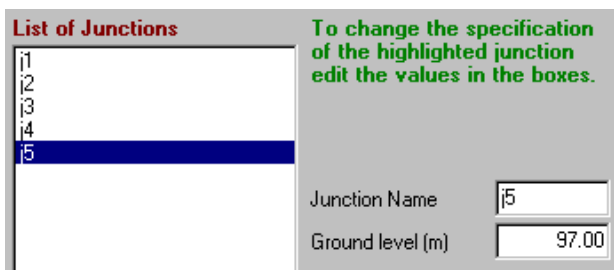 List of Junctions
j1
j2
j3
j4
j5
To change the specification
of the highlighted junction
edit the values in the boxes.
Junction Name j5
Ground level (m) 97.00